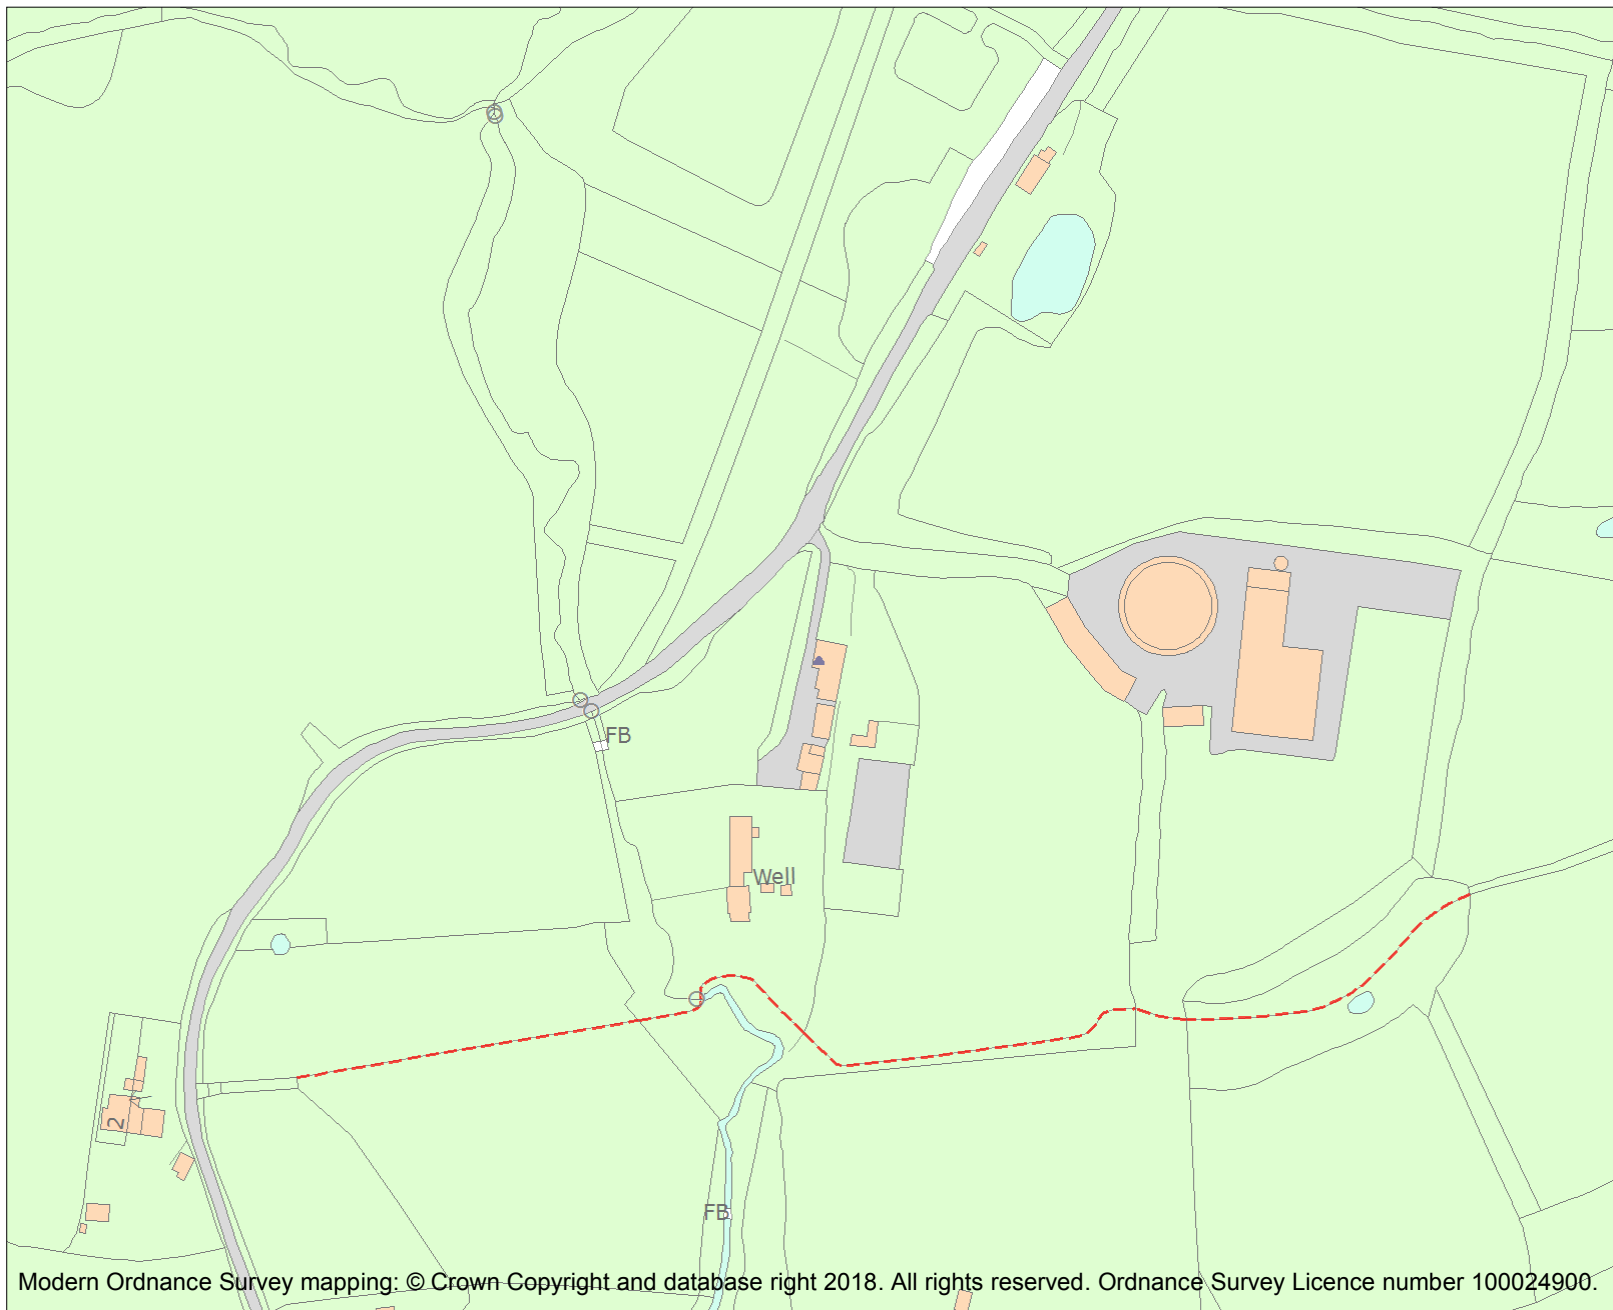 FB
Well
2
FB
Modern Ordnance Survey mapping: © Crown Copyright and database right 2018. All rights reserved. Ordnance Survey Licence number 100024900.